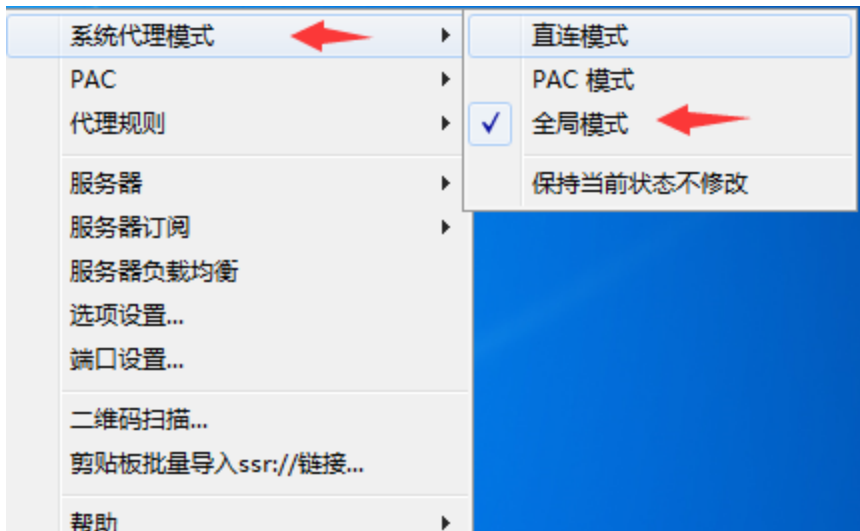 系统代理模式
PAC
代理规则
服务器
服务器订阅
服务器负载均衡
选项设置...
端口设置...
二维码扫描...
剪贴板批量导入ssr://链接...
帮助
直连模式
PAC 模式
全局模式
保持当前状态不修改